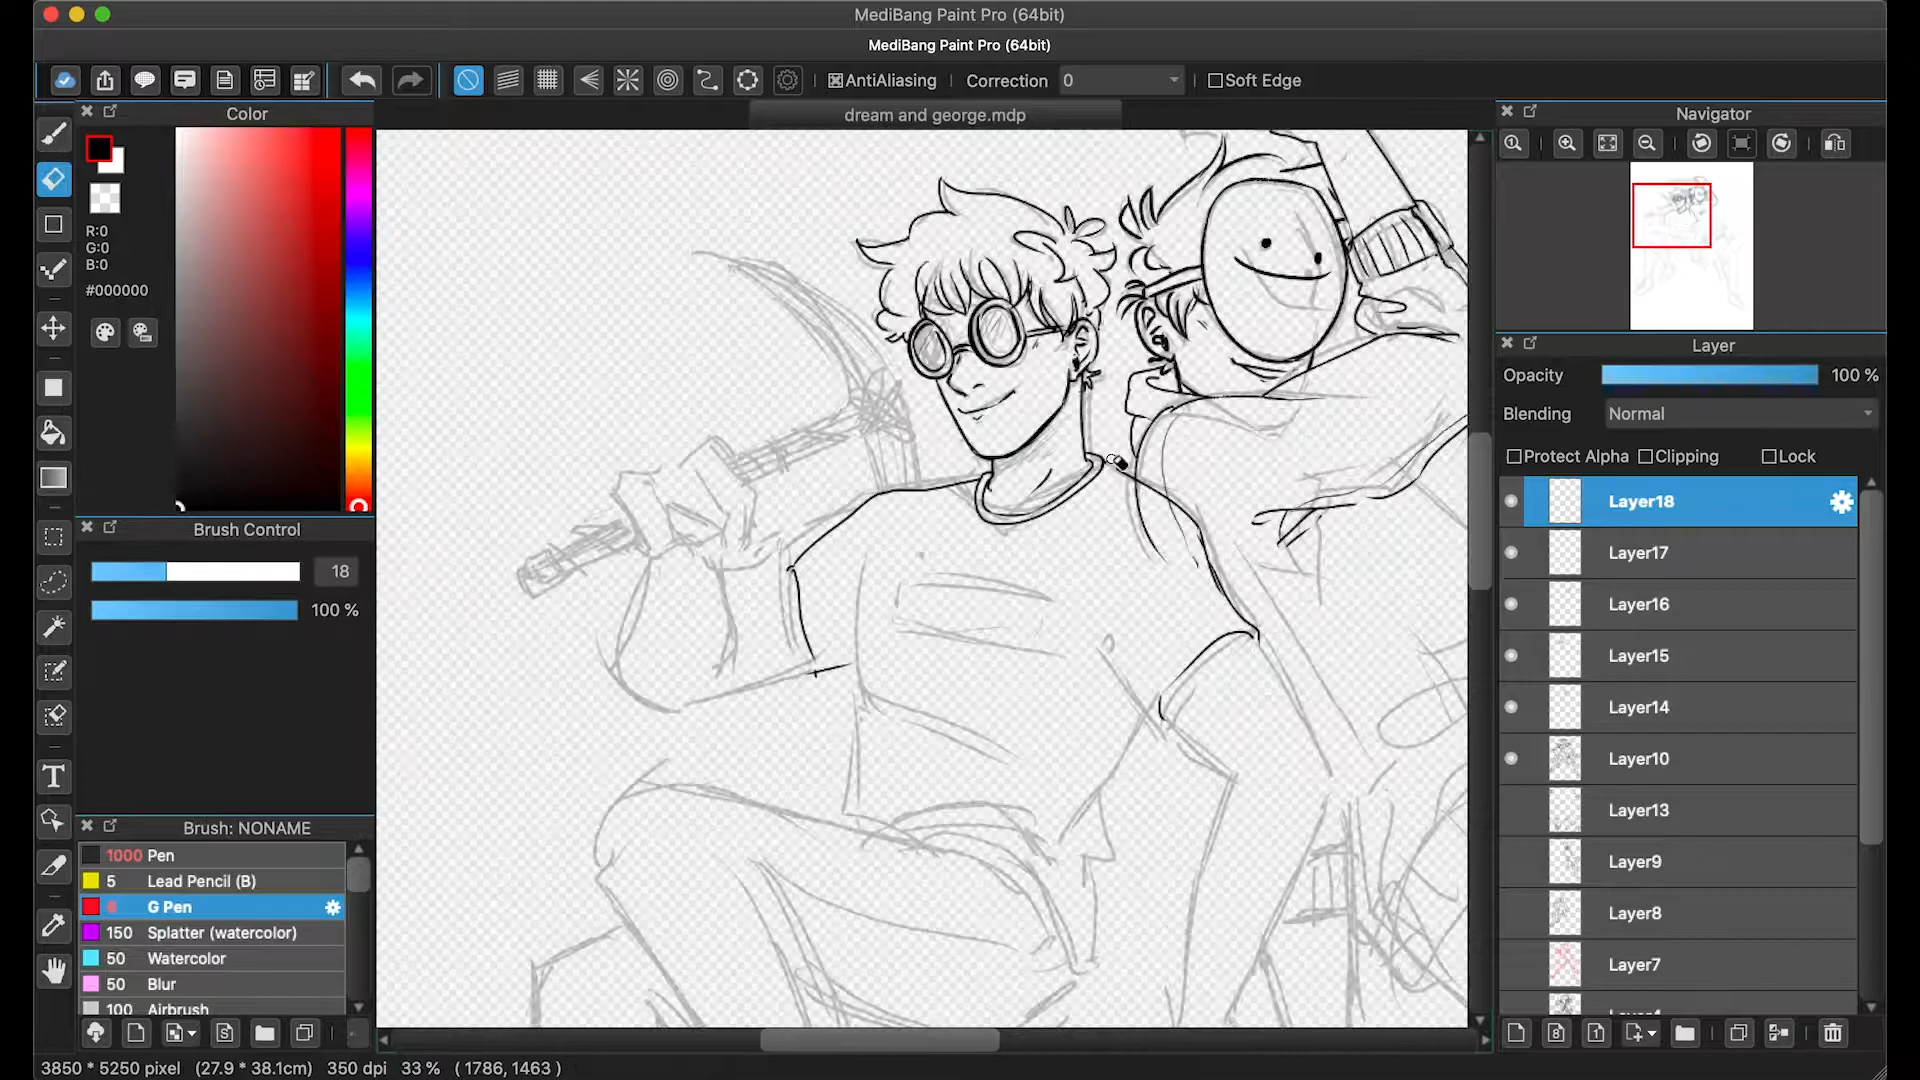 MediBang Paint Pro (64bit)
MediBang Paint Pro (64bit)
AntiAliasing
Correction 0
Soft Edge
dream and george.mdp
Color
R:0
G:0
B:0
#000000
Brush Control
18
100 %
Brush: NONAME
1000 Pen
5 Lead Pencil (B)
G Pen
150 Splatter (watercolor)
50 Watercolor
50 Blur
100 Airbrush
Navigator
Layer
Opacity 100 %
Blending Normal
Protect Alpha Clipping Lock
Layer18
Layer17
Layer16
Layer15
Layer14
Layer10
Layer13
Layer9
Layer8
Layer7
3850 * 5250 pixel (27.9 * 38.1cm) 350 dpi 33 % ( 1786, 1463 )